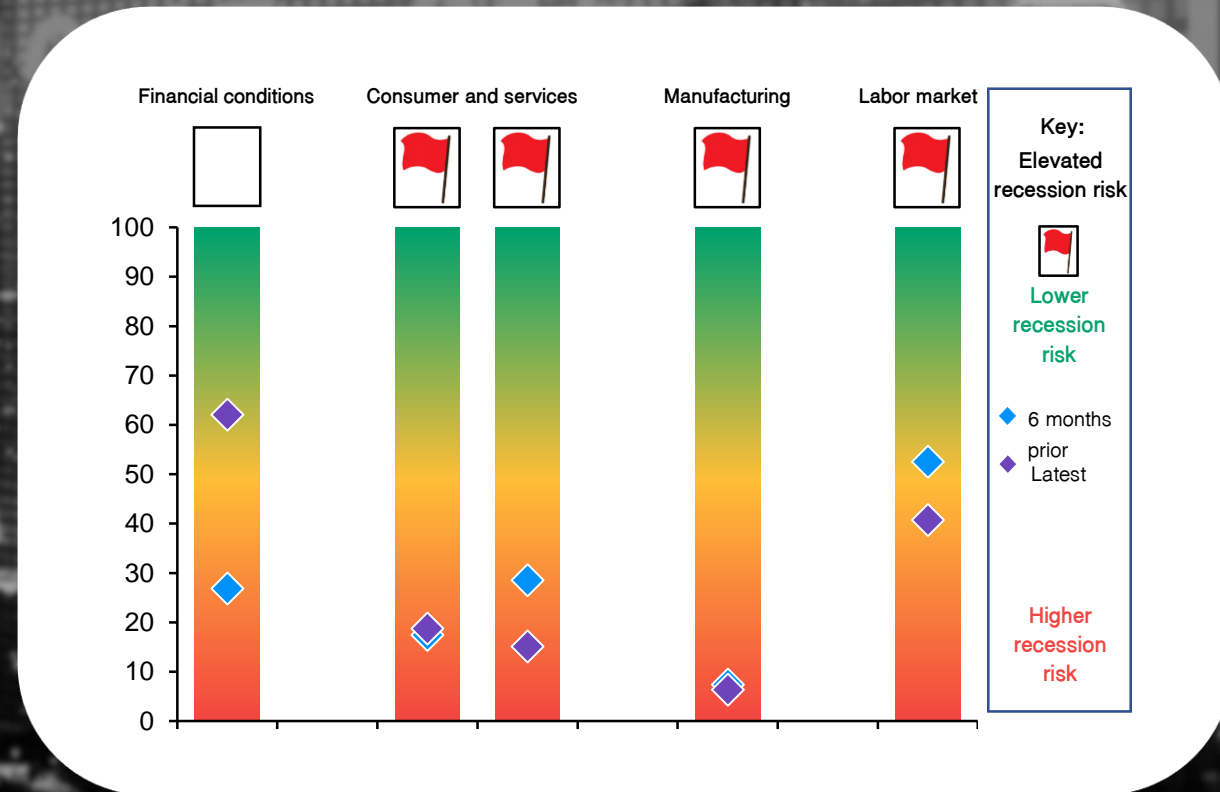 Financial conditions
Consumer and services
Manufacturing
Labor market
100
90
80
70
60
50
40
30
20
10
0
Key:
Elevated
recession risk
Lower
recession
risk
6 months
prior
Latest
Higher
recession
risk